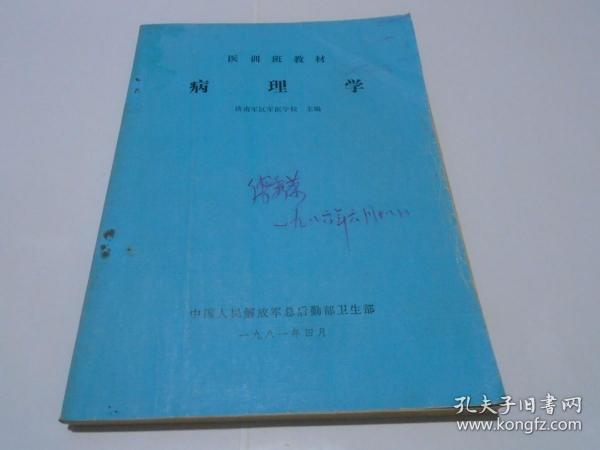 医训班教材
病理学
济南军区军医学校 主编
一九八六年六月
中国人民解放军总后勤部卫生部
一九八一年四月
孔夫子旧书网
www.kongfz.com